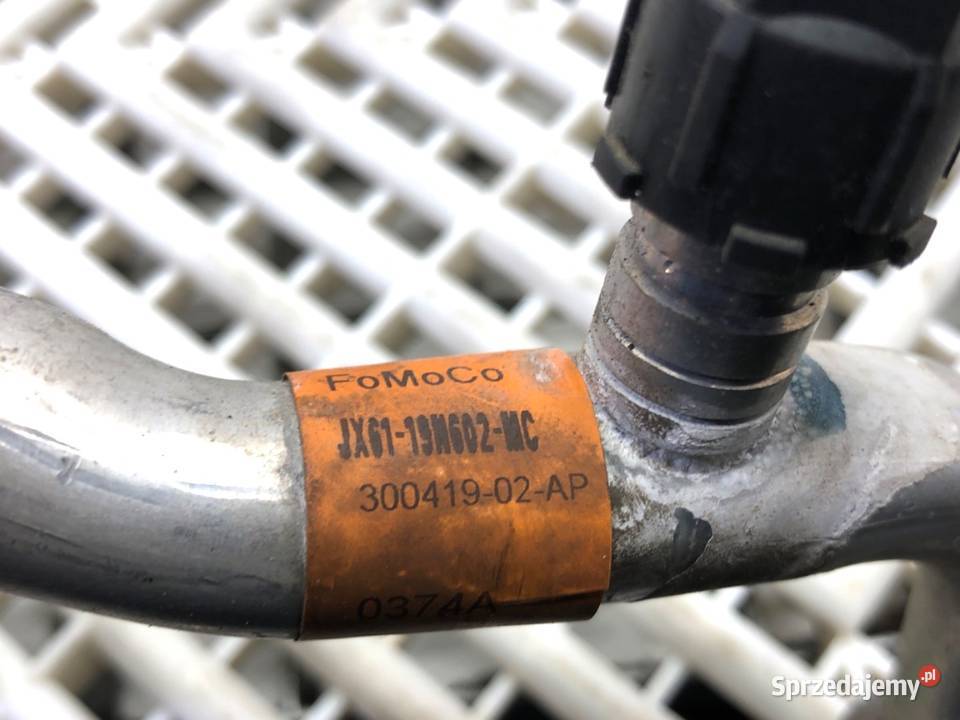 FoMoCo
JX61-19N602-MC
300419-02-AP
0374A
Sprzedajemy.pl